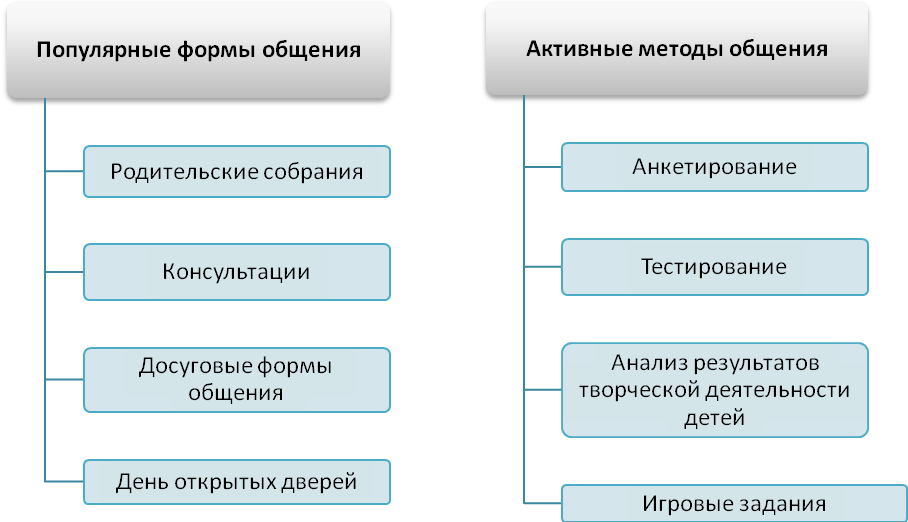 Популярные формы общения
Родительские собрания
Консультации
Досуговые формы
общения
День открытых дверей
Активные методы общения
Анкетирование
Тестирование
Анализ результатов
творческой деятельности
детей
Игровые задания